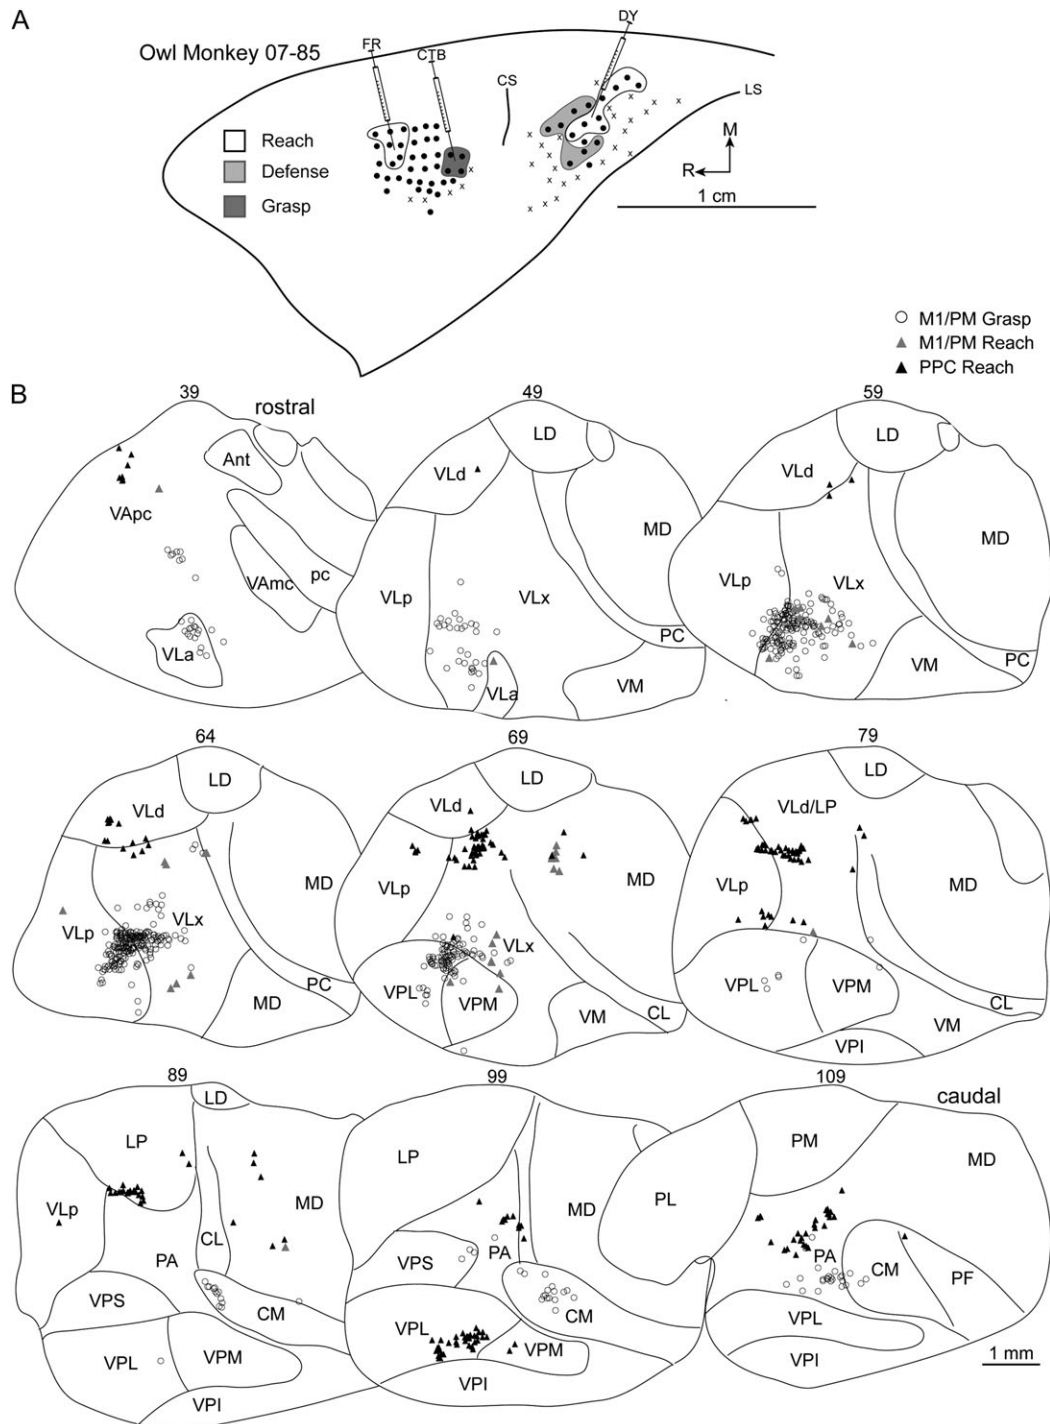 A
Owl Monkey 07-85
FR
CTB
DY
CS
LS
Reach
Defense
Grasp
M
R
1 cm
M1/PM Grasp
M1/PM Reach
PPC Reach
B
39
rostral
49
59
Ant
VApc
VAmc
pc
VLa
LD
VLd
MD
VLp
VLx
PC
VLa
VM
LD
VLd
MD
VLp
VLx
PC
VM
64
69
79
LD
VLd
MD
VLp
VLx
PC
MD
LD
VLd
MD
VLp
VLx
VPL
VPM
VM
CL
LD
VLd/LP
VLp
MD
VPL
VPM
CL
VM
VPI
89
99
109
caudal
LD
LP
VLp
MD
CL
PA
VPS
CM
VPL
VPM
VPI
LP
MD
PA
VPS
CM
VPL
VPM
VPI
PM
MD
PL
PA
CM
PF
VPL
VPI
1 mm
x x x x x x x x x x x x x x x x x x x x x x x x x x x x x x